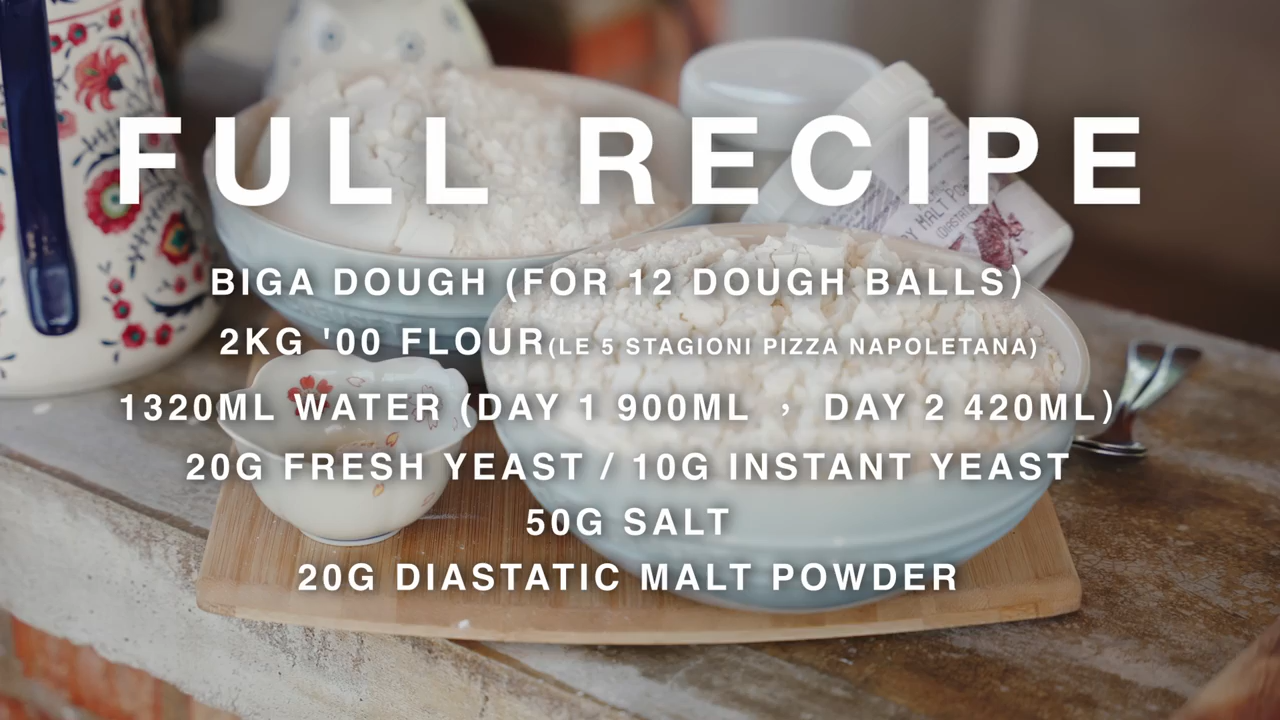 FULL RECIPE
BIGA DOUGH (FOR 12 DOUGH BALLS)
2KG '00 FLOUR(LE 5 STAGIONI PIZZA NAPOLETANA)
1320ML WATER (DAY 1 900ML ， DAY 2 420ML)
20G FRESH YEAST / 10G INSTANT YEAST
50G SALT
20G DIASTATIC MALT POWDER
MALT